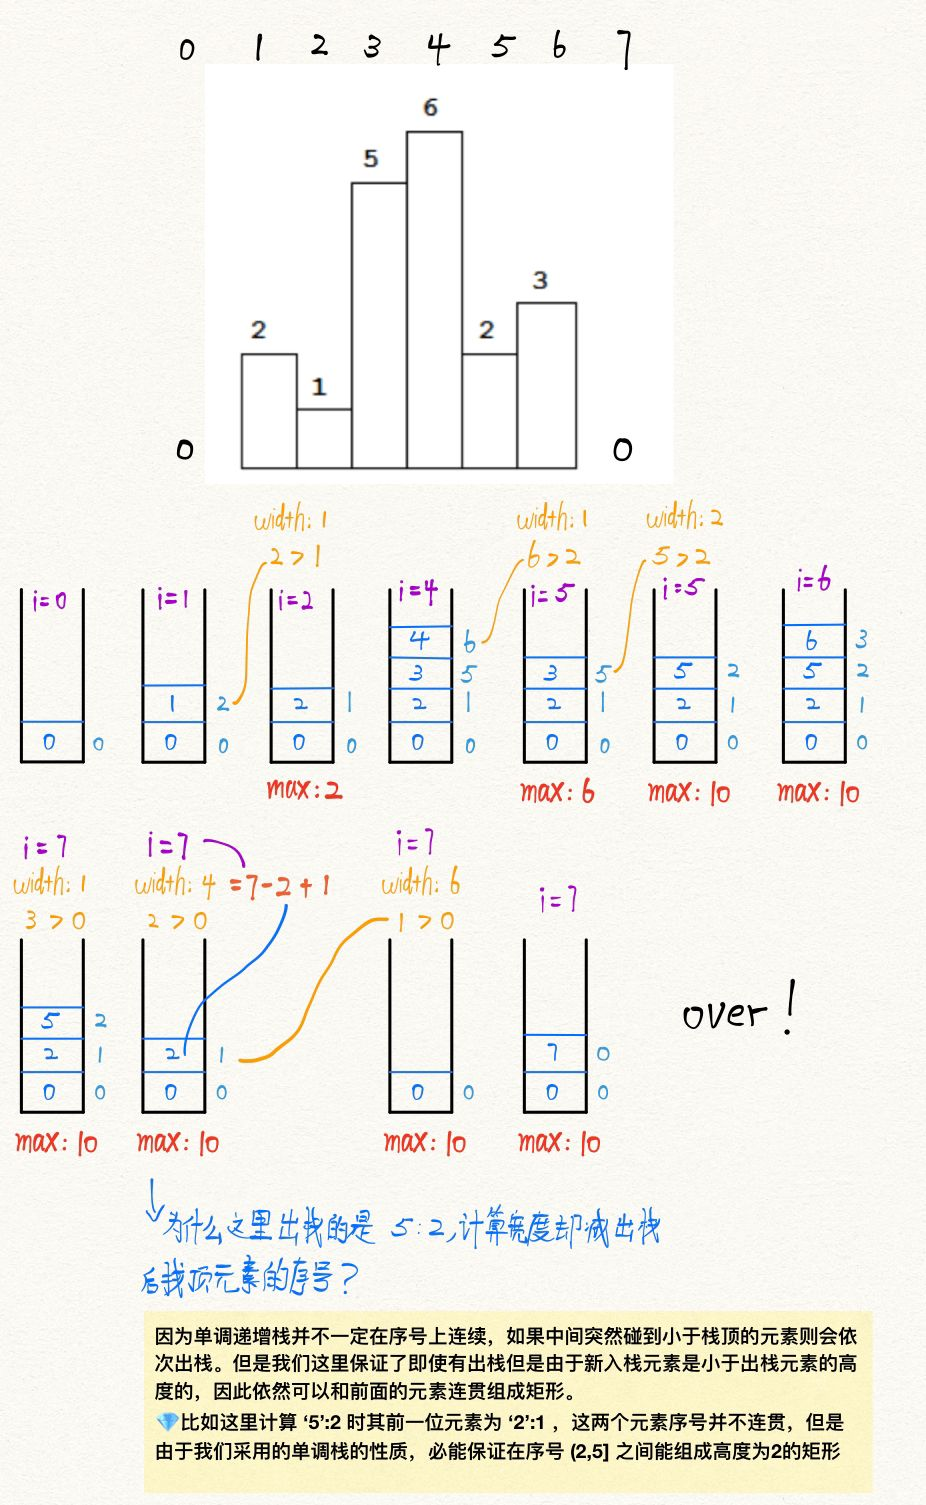 0 1 2 3 4 5 6 7
6
5
3
2 2
1
0 0
width: 1 width: 1 width: 2
2 > 1 6 > 2 5 > 2
i=0 i=1 i=2 i=4 i=5 i=5 i=6
4 6 6 3
3 5 3 5 5 2 5 2
1 2 2 1 2 1 2 1 2 1 2 1
0 0 0 0 0 0 0 0 0 0 0 0 0 0
max:2 max:6 max:10 max:10
i=7 i=7 i=7
width: 1 width: 4 =7-2+1 width: 6
3 > 0 2 > 0 1 > 0 i=7
5 2 over!
2 1 2 1 7 0
0 0 0 0 0 0 0 0
max:10 max:10 max:10 max:10
为什么这里出栈的是 5:2,计算宽度却减出栈
后栈顶元素的序号?
因为单调递增栈并不一定在序号上连续，如果中间突然碰到小于栈顶的元素则会依
次出栈。但是我们这里保证了即使有出栈但是由于新入栈元素是小于出栈元素的高
度的，因此依然可以和前面的元素连贯组成矩形。
💎比如这里计算 ‘5’:2 时其前一位元素为 ‘2’:1 ，这两个元素序号并不连贯，但是
由于我们采用的单调栈的性质，必能保证在序号 (2,5] 之间能组成高度为2的矩形